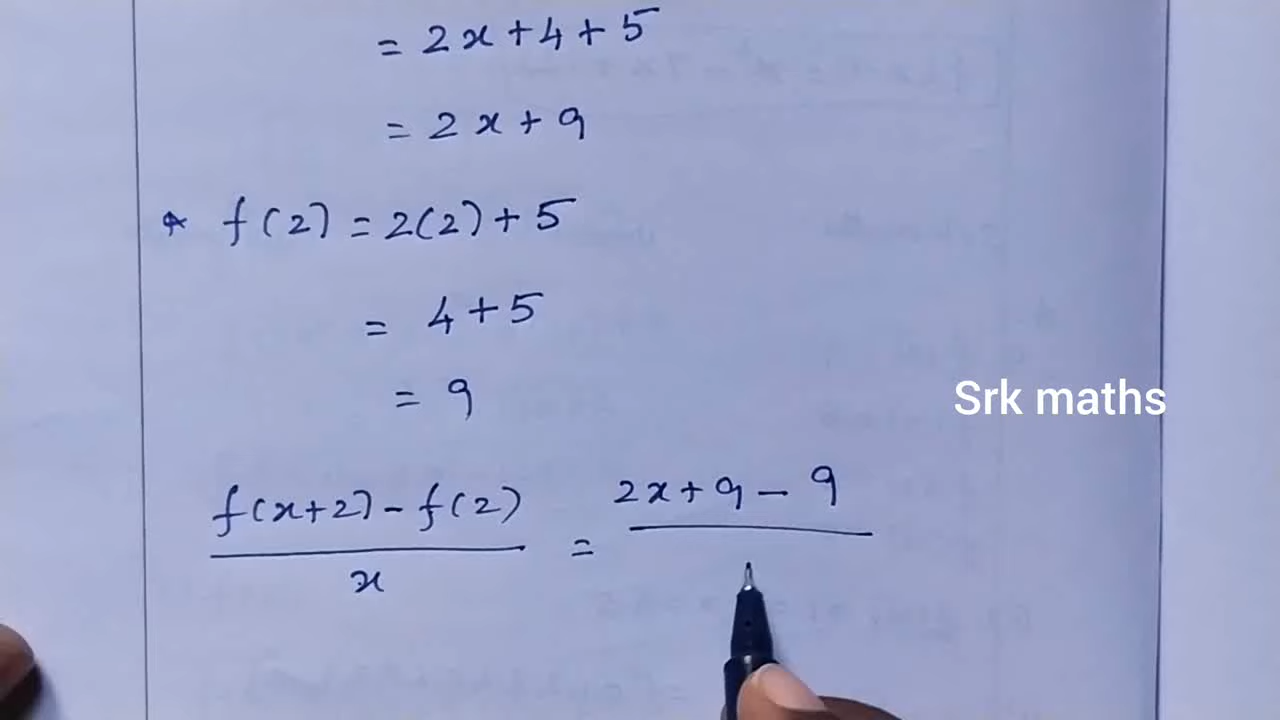 = 2x+4+5
= 2x+9
* f(2) = 2(2)+5
= 4+5
= 9
Srk maths
f(x+2)-f(2)
x
=
2x+9-9